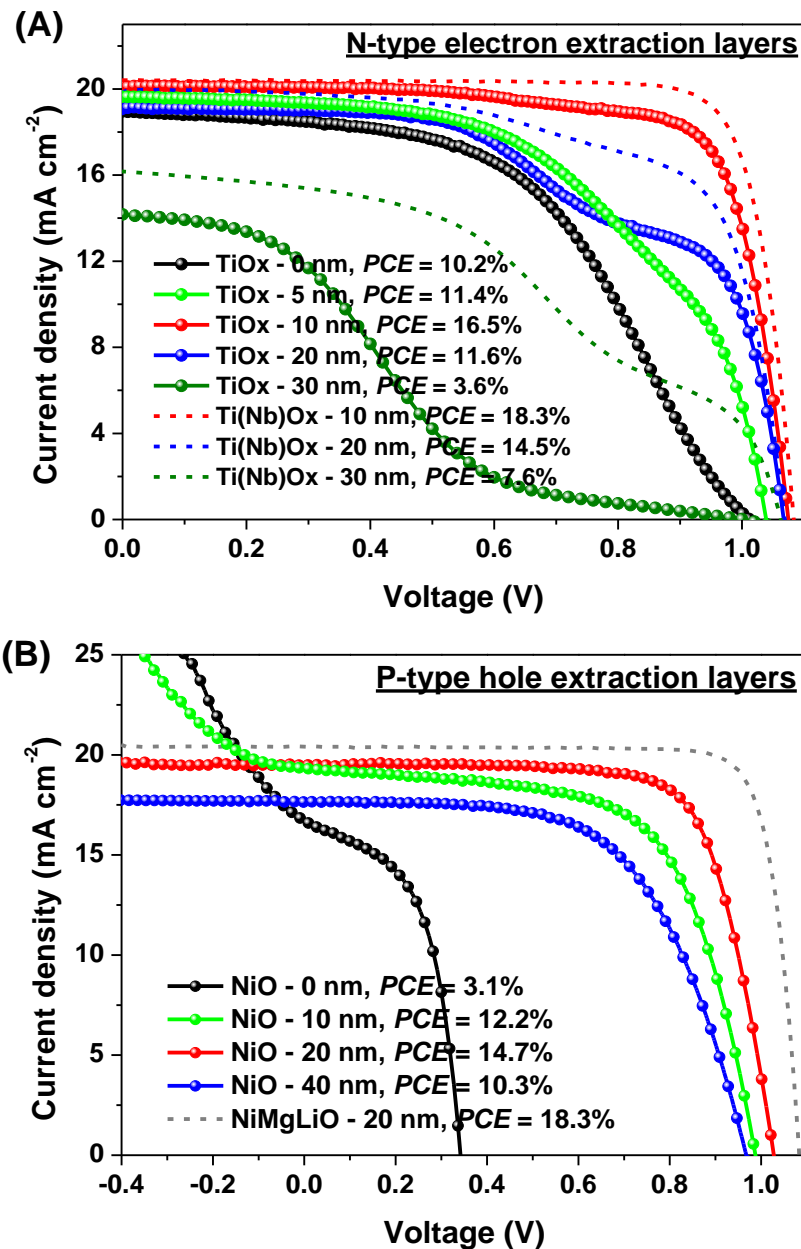 (A)
N-type electron extraction layers
20
16
12
8
4
0
Current density (mA cm⁻²)
TiOx - 0 nm, PCE = 10.2%
TiOx - 5 nm, PCE = 11.4%
TiOx - 10 nm, PCE = 16.5%
TiOx - 20 nm, PCE = 11.6%
TiOx - 30 nm, PCE = 3.6%
Ti(Nb)Ox - 10 nm, PCE = 18.3%
Ti(Nb)Ox - 20 nm, PCE = 14.5%
Ti(Nb)Ox - 30 nm, PCE = 7.6%
0.0 0.2 0.4 0.6 0.8 1.0
Voltage (V)
(B)
P-type hole extraction layers
25
20
15
10
5
0
Current density (mA cm⁻²)
NiO - 0 nm, PCE = 3.1%
NiO - 10 nm, PCE = 12.2%
NiO - 20 nm, PCE = 14.7%
NiO - 40 nm, PCE = 10.3%
NiMgLiO - 20 nm, PCE = 18.3%
-0.4 -0.2 0.0 0.2 0.4 0.6 0.8 1.0
Voltage (V)